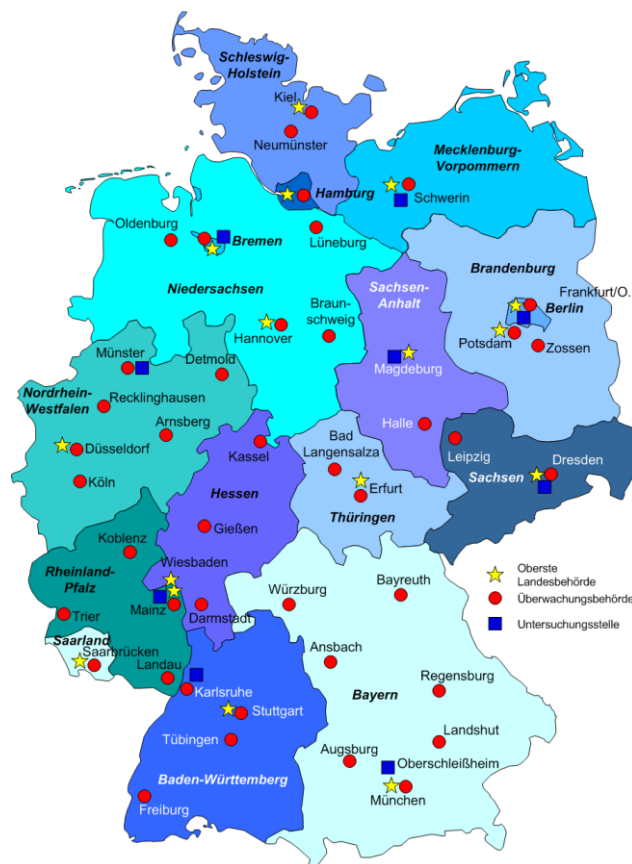 Schleswig-
Holstein
Kiel
Neumünster
Mecklenburg-
Vorpommern
Hamburg
Schwerin
Oldenburg
Bremen
Lüneburg
Niedersachsen
Brandenburg
Sachsen-
Anhalt
Frankfurt/O.
Berlin
Braun-
schweig
Hannover
Potsdam
Zossen
Münster
Detmold
Magdeburg
Nordrhein-
Westfalen
Recklinghausen
Arnsberg
Halle
Düsseldorf
Kassel
Bad
Langensalza
Leipzig
Dresden
Sachsen
Köln
Hessen
Erfurt
Thüringen
Gießen
Koblenz
Wiesbaden
Rheinland-
Pfalz
Mainz
Darmstadt
Würzburg
Bayreuth
Oberste
Landesbehörde
Überwachungsbehörde
Untersuchungsstelle
Trier
Saarland
Saarbrücken
Landau
Ansbach
Karlsruhe
Bayern
Regensburg
Stuttgart
Tübingen
Landshut
Augsburg
Oberschleißheim
Baden-Württemberg
München
Freiburg